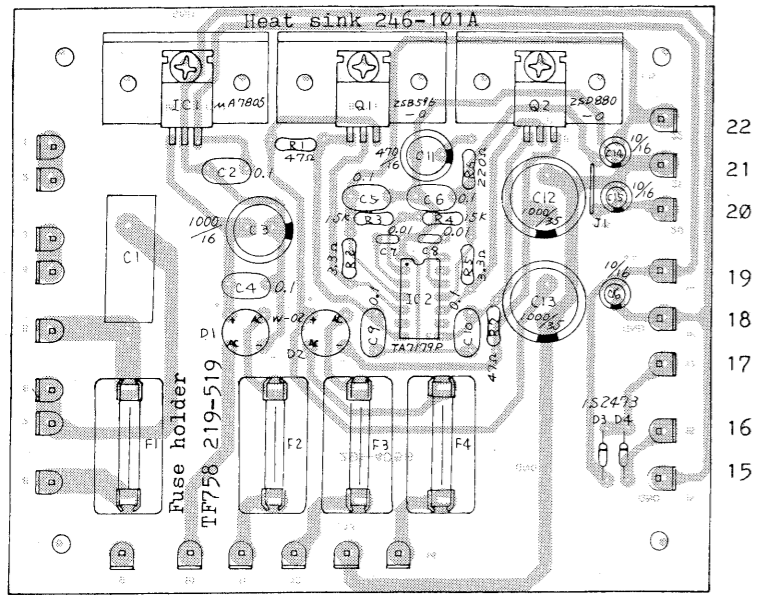 Heat sink 246-101A
IC1
μA7805
Q1
2SB596
-O
Q2
2SD880
-O
R1
47Ω
470/16
C11
R6
220Ω
C14
10/16
22
C2
0.1
0.1
C5
C6
0.1
C12
1000/35
C15
10/16
21
20
J1
1000/16
C3
15K
R3
R4
15K
0.01
0.01
C7
C8
C1
3.3Ω
R2
R5
3.3Ω
C4
0.1
0.1
IC2
0.1
C13
1000/35
10/16
C16
19
D1
+ AC
AC -
W-02
+ AC
AC -
D2
C9
TA7179P
C10
47Ω
18
17
1S2473
D3 D4
16
15
F1
Fuse holder
TF758 219-519
F2
F3
F4